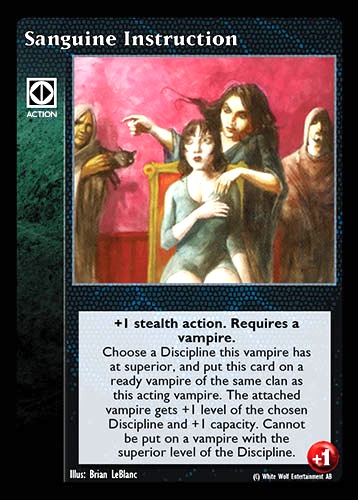 Sanguine Instruction
ACTION
+1 stealth action. Requires a
vampire.
Choose a Discipline this vampire has
at superior, and put this card on a
ready vampire of the same clan as
this acting vampire. The attached
vampire gets +1 level of the chosen
Discipline and +1 capacity. Cannot
be put on a vampire with the
superior level of the Discipline.
+1
Illus: Brian LeBlanc
(C) White Wolf Entertainment AB